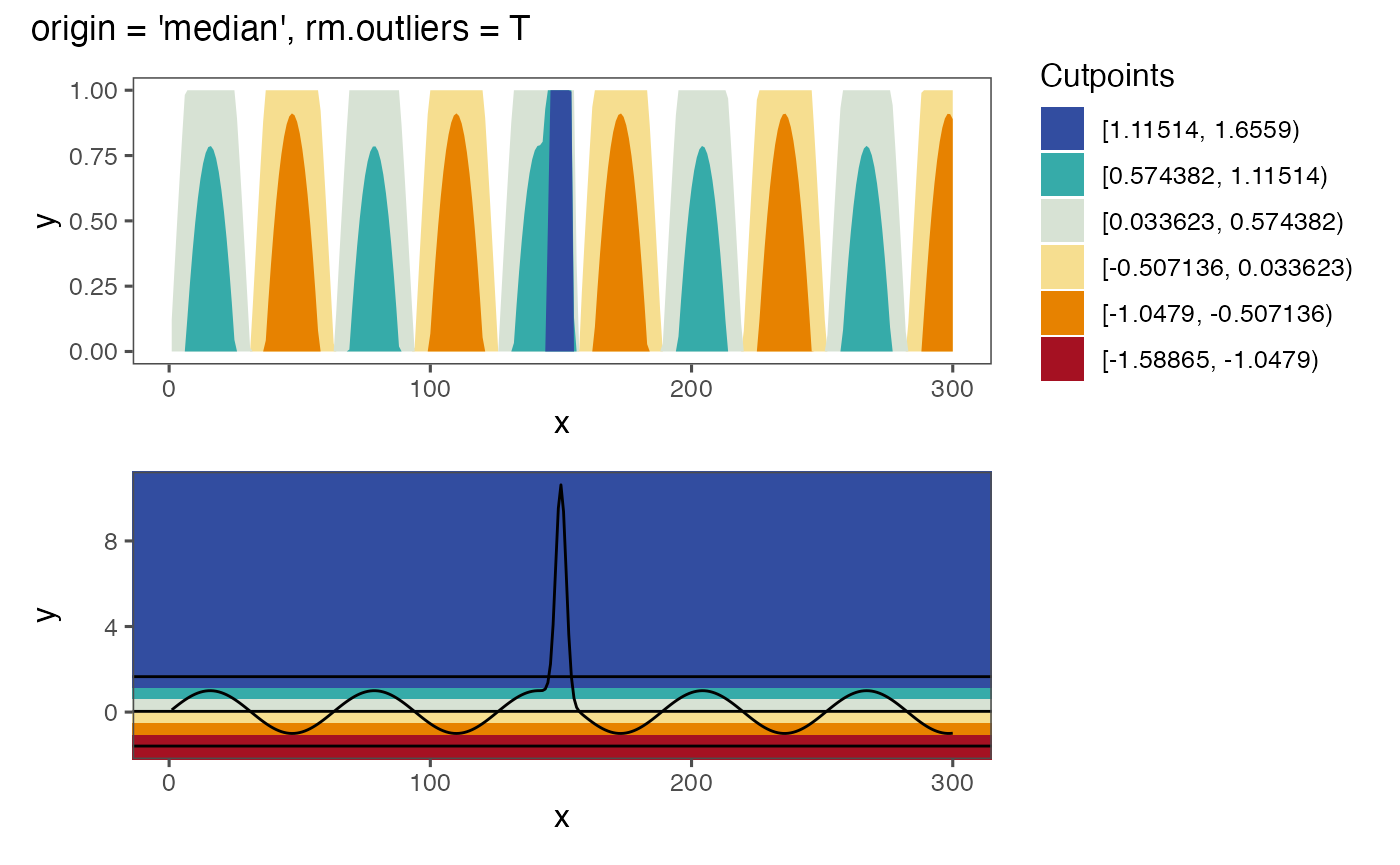 origin = 'median', rm.outliers = T
Cutpoints
[1.11514, 1.6559)
[0.574382, 1.11514)
[0.033623, 0.574382)
[-0.507136, 0.033623)
[-1.0479, -0.507136)
[-1.58865, -1.0479)
y
1.00
0.75
0.50
0.25
0.00
0 100 200 300
x
y
8
4
0
0 100 200 300
x